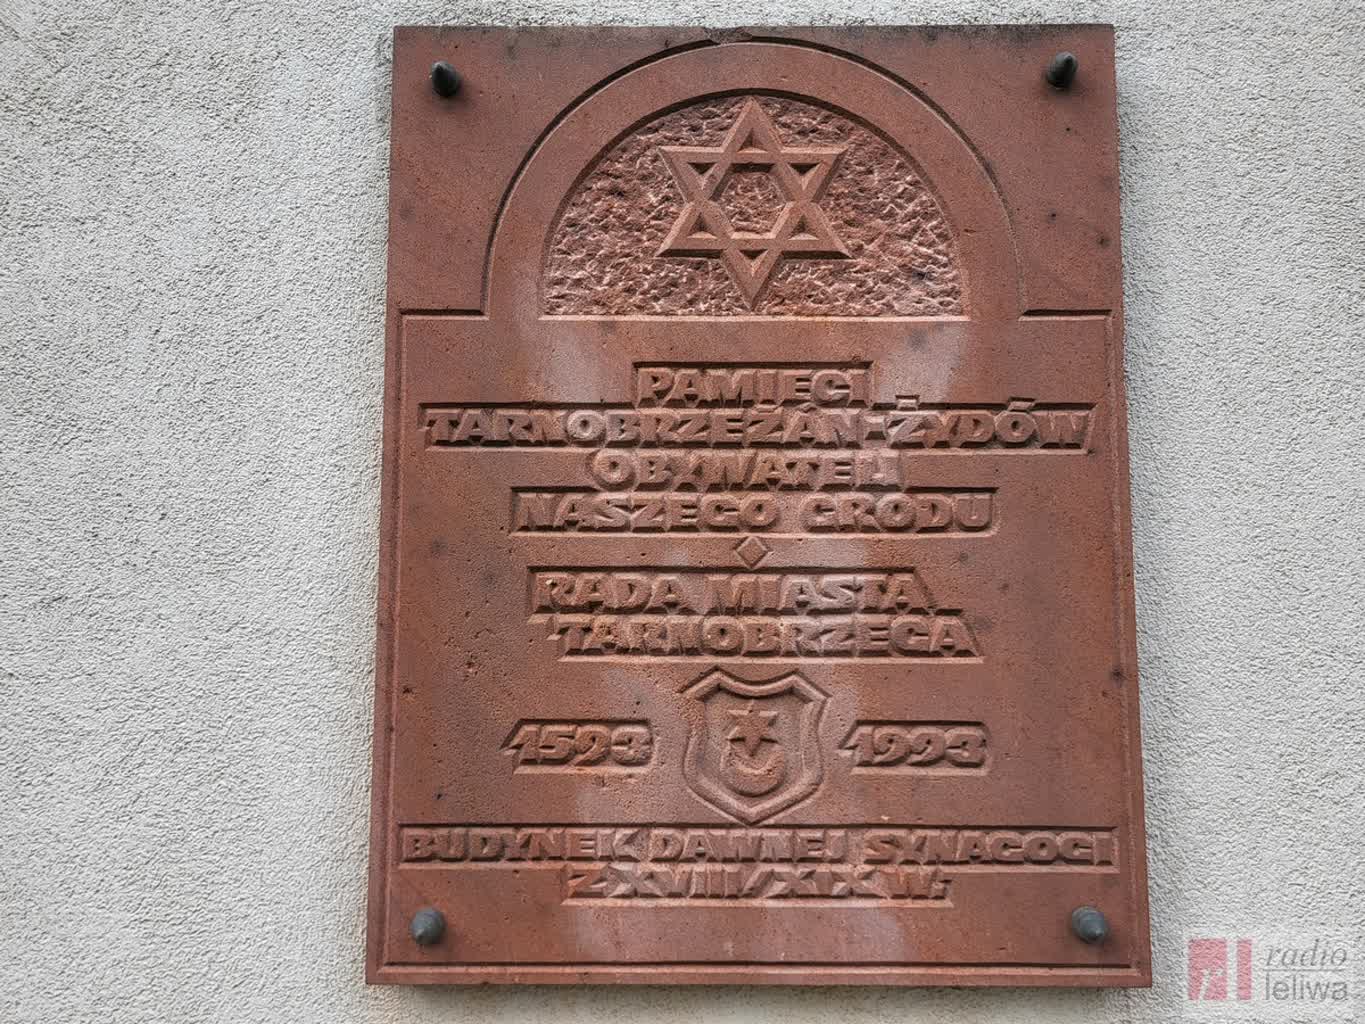 PAMIĘCI
TARNOBRZEŻAN-ŻYDÓW
OBYWATELI
NASZEGO GRODU
RADA MIASTA
TARNOBRZEGA
1593 1993
BUDYNEK DAWNEJ SYNAGOGI
Z XVIII/XIX W.
radio
leliwa